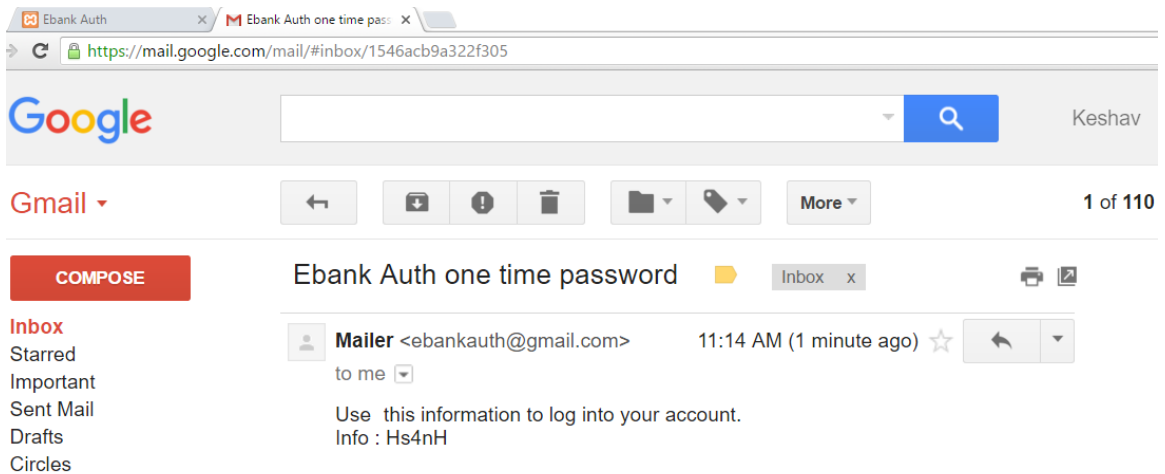 Ebank Auth
Ebank Auth one time pass
https://mail.google.com/mail/#inbox/1546acb9a322f305
Google
Keshav
Gmail
More
1 of 110
COMPOSE
Ebank Auth one time password
Inbox x
Inbox
Starred
Important
Sent Mail
Drafts
Circles
Mailer <ebankauth@gmail.com>
11:14 AM (1 minute ago)
to me
Use  this information to log into your account.
Info : Hs4nH